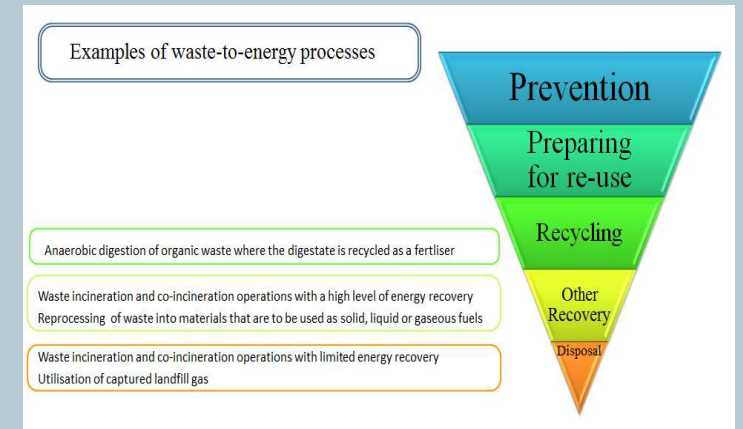 Examples of waste-to-energy processes
Prevention
Preparing
for re-use
Recycling
Anaerobic digestion of organic waste where the digestate is recycled as a fertliser
Other
Recovery
Waste incineration and co-incineration operations with a high level of energy recovery
Reprocessing of waste into materials that are to be used as solid, liquid or gaseous fuels
Disposal
Waste incineration and co-incineration operations with limited energy recovery
Utilisation of captured landfill gas